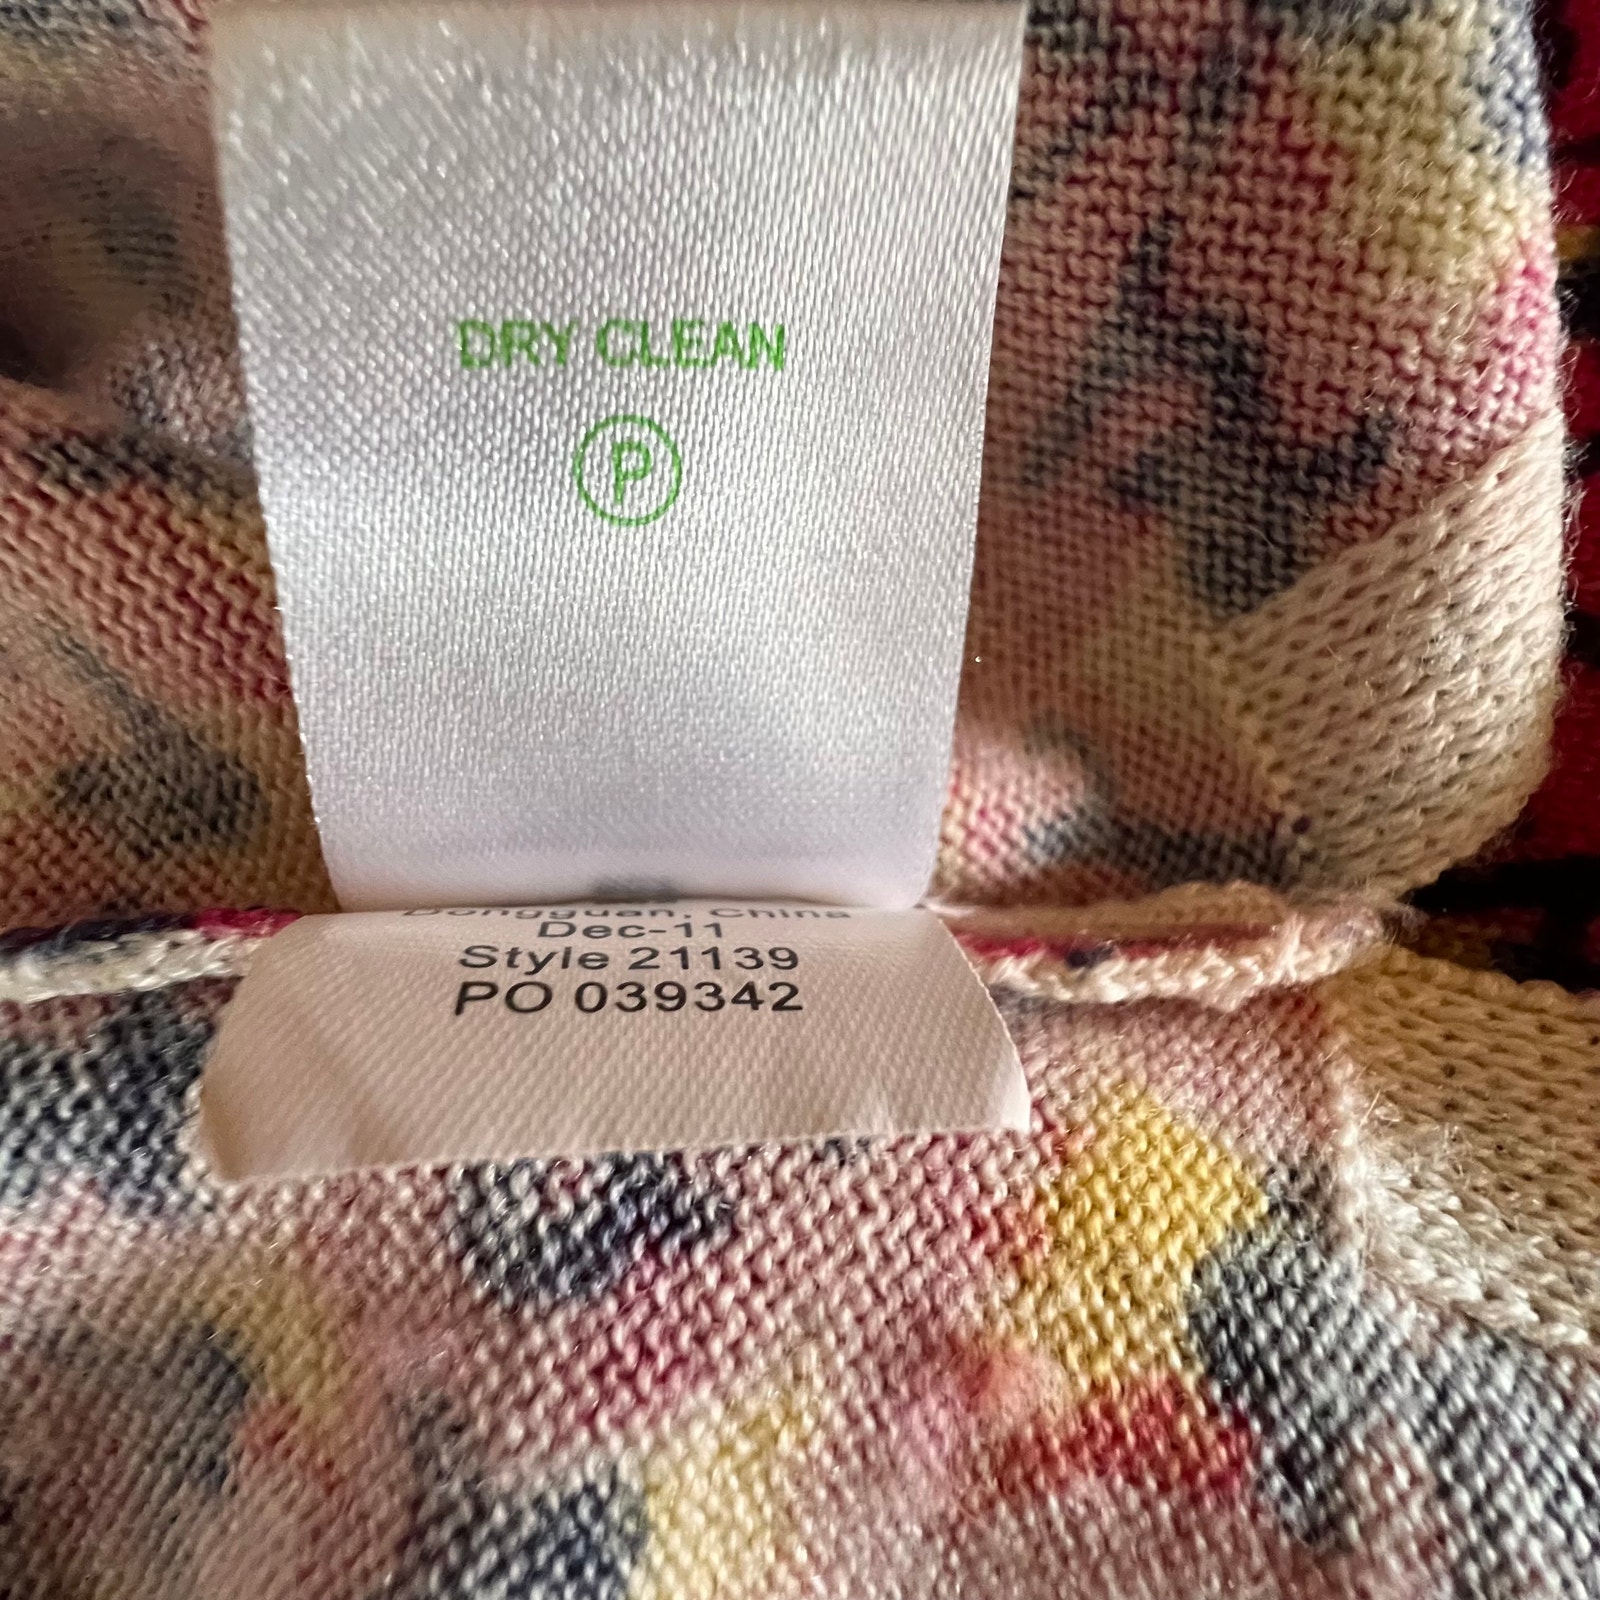 DRY CLEAN
P
Dongguan, China
Dec-11
Style 21139
PO 039342